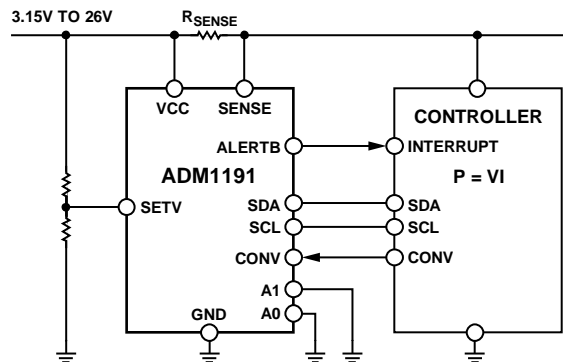 3.15V TO 26V
RSENSE
VCC
SENSE
CONTROLLER
ALERTB
INTERRUPT
ADM1191
P = VI
SETV
SDA
SDA
SCL
SCL
CONV
CONV
A1
GND
A0